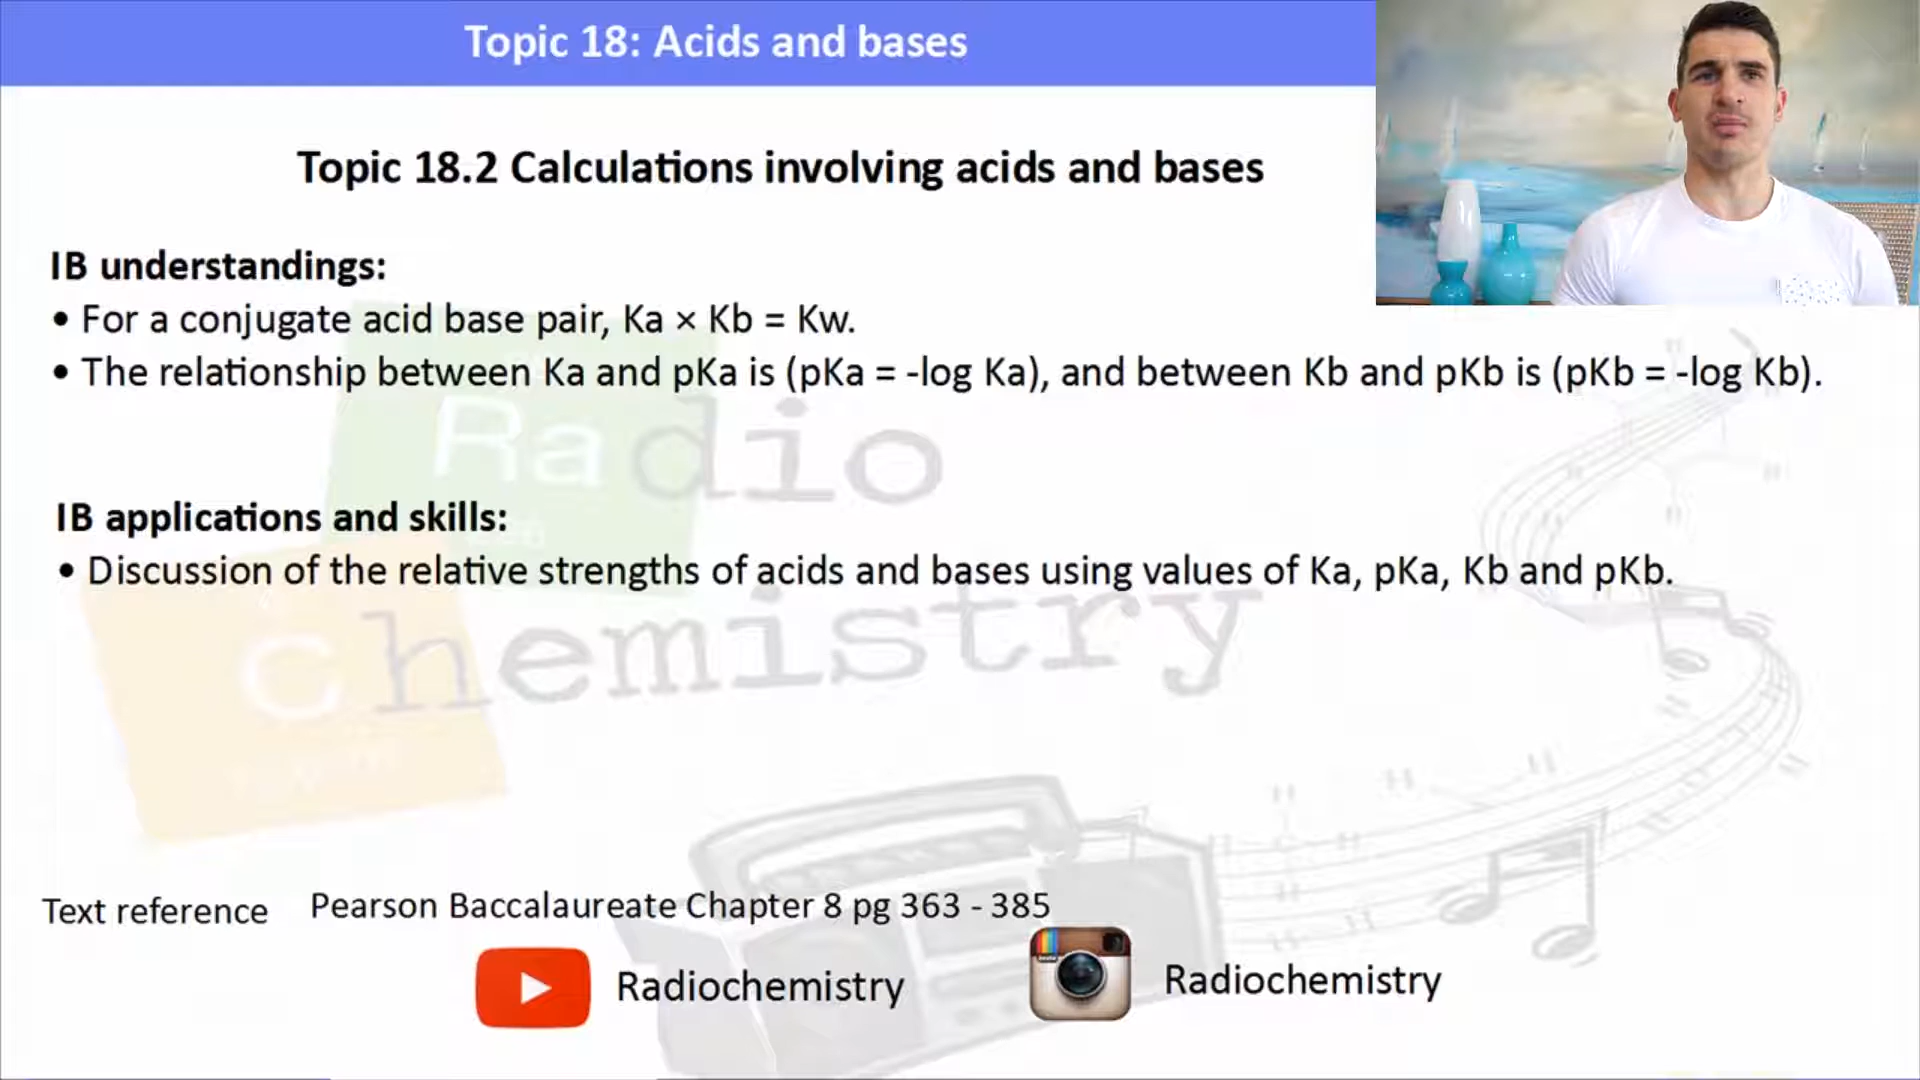 Topic 18: Acids and bases
Topic 18.2 Calculations involving acids and bases
IB understandings:
• For a conjugate acid base pair, Ka × Kb = Kw.
• The relationship between Ka and pKa is (pKa = -log Ka), and between Kb and pKb is (pKb = -log Kb).
Radio
IB applications and skills:
• Discussion of the relative strengths of acids and bases using values of Ka, pKa, Kb and pKb.
Chemistry
Text reference Pearson Baccalaureate Chapter 8 pg 363 - 385
Radiochemistry
Radiochemistry